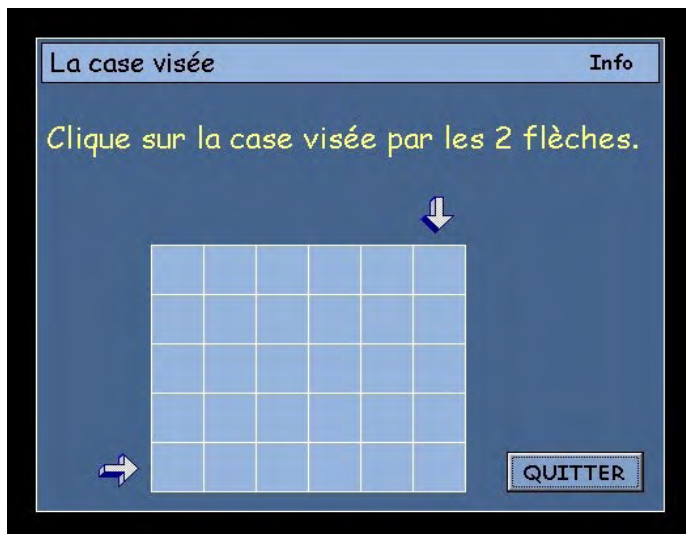 La case visée
Info
Clique sur la case visée par les 2 flèches.
QUITTER